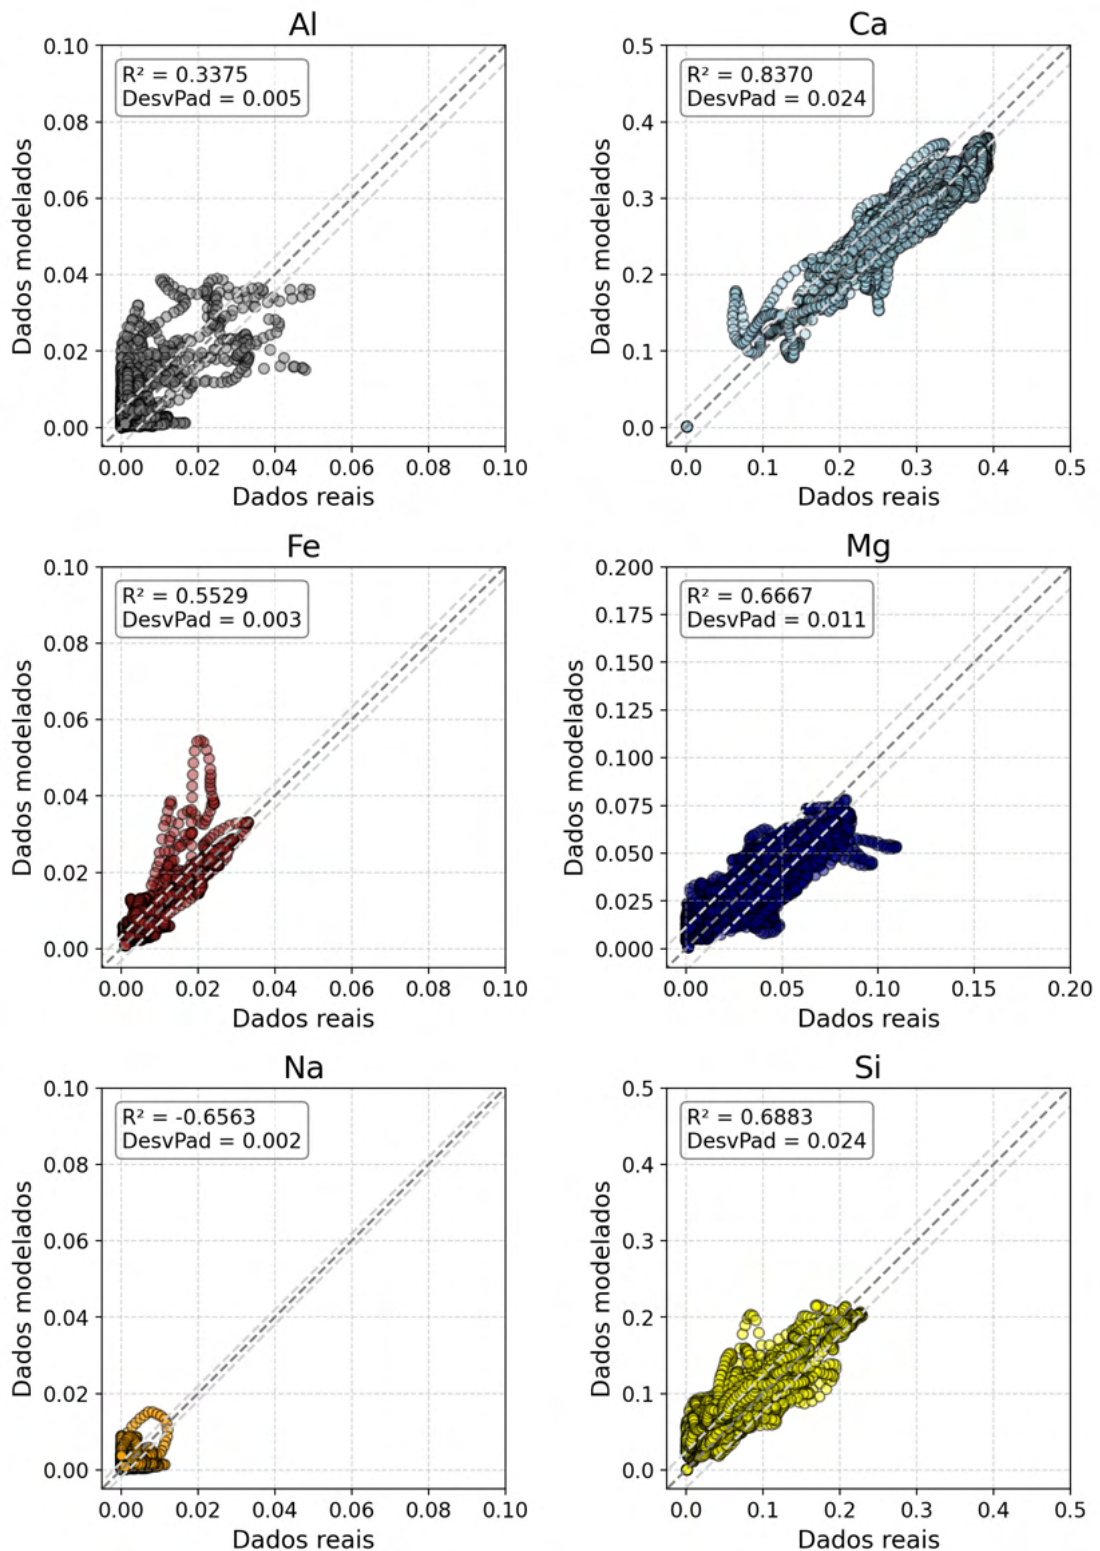 Al
R² = 0.3375
DesvPad = 0.005
0.10
0.08
0.06
0.04
0.02
0.00
Dados modelados
0.00 0.02 0.04 0.06 0.08 0.10
Dados reais
Ca
R² = 0.8370
DesvPad = 0.024
0.5
0.4
0.3
0.2
0.1
0.0
Dados modelados
0.0 0.1 0.2 0.3 0.4 0.5
Dados reais
Fe
R² = 0.5529
DesvPad = 0.003
0.10
0.08
0.06
0.04
0.02
0.00
Dados modelados
0.00 0.02 0.04 0.06 0.08 0.10
Dados reais
Mg
R² = 0.6667
DesvPad = 0.011
0.200
0.175
0.150
0.125
0.100
0.075
0.050
0.025
0.000
Dados modelados
0.00 0.05 0.10 0.15 0.20
Dados reais
Na
R² = -0.6563
DesvPad = 0.002
0.10
0.08
0.06
0.04
0.02
0.00
Dados modelados
0.00 0.02 0.04 0.06 0.08 0.10
Dados reais
Si
R² = 0.6883
DesvPad = 0.024
0.5
0.4
0.3
0.2
0.1
0.0
Dados modelados
0.0 0.1 0.2 0.3 0.4 0.5
Dados reais